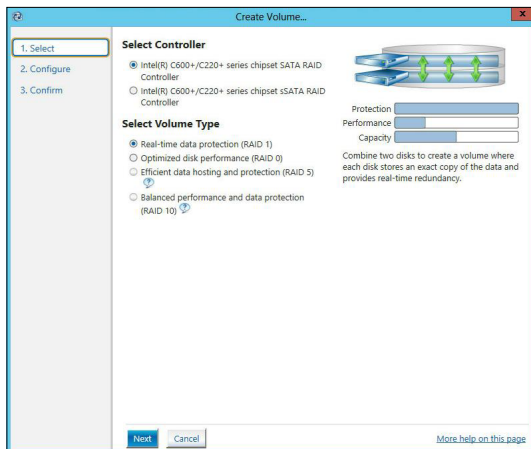 Create Volume...
x
1. Select
2. Configure
3. Confirm
Select Controller
Intel(R) C600+/C220+ series chipset SATA RAID
Controller
Intel(R) C600+/C220+ series chipset sSATA RAID
Controller
Select Volume Type
Real-time data protection (RAID 1)
Optimized disk performance (RAID 0)
Efficient data hosting and protection (RAID 5)
?
Balanced performance and data protection
(RAID 10) ?
Protection
Performance
Capacity
Combine two disks to create a volume where
each disk stores an exact copy of the data and
provides real-time redundancy.
Next
Cancel
More help on this page